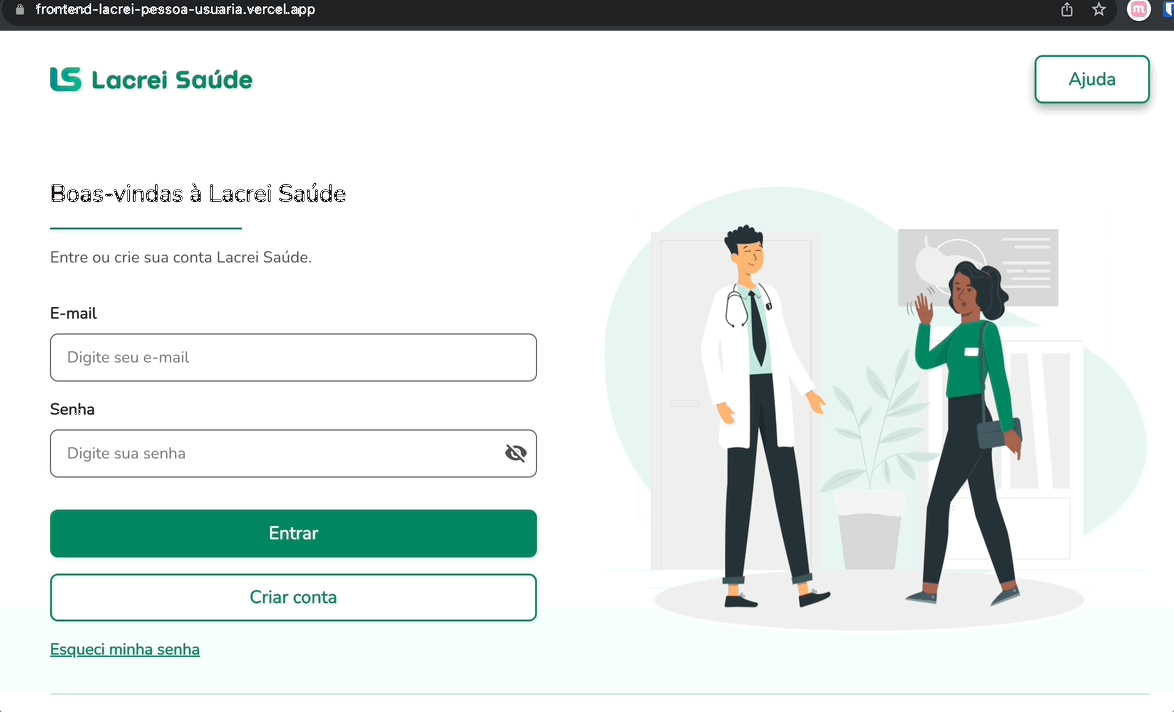 frontend-lacrei-pessoa-usuaria.vercel.app
m
LS Lacrei Saúde
Ajuda
Boas-vindas à Lacrei Saúde
Entre ou crie sua conta Lacrei Saúde.
E-mail
Digite seu e-mail
Senha
Digite sua senha
Entrar
Criar conta
Esqueci minha senha